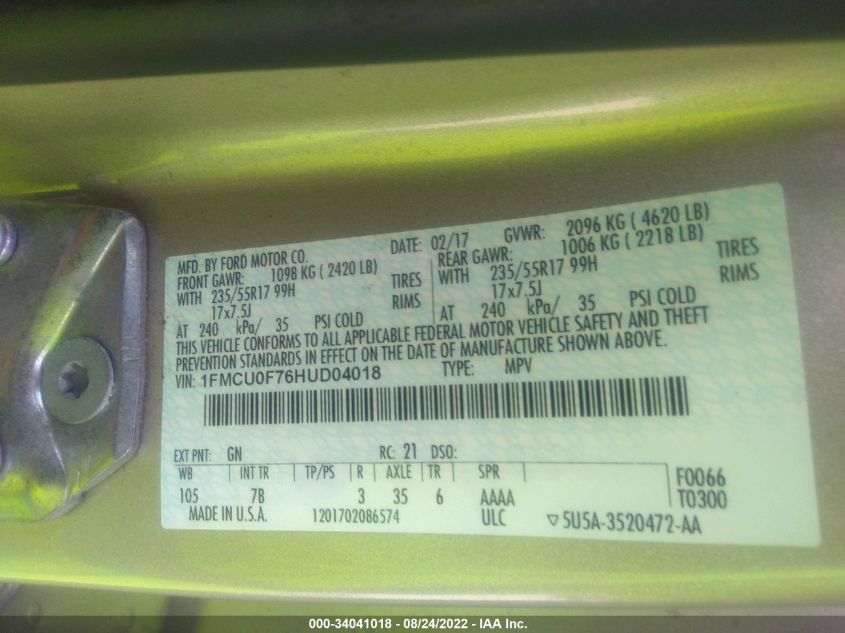 MFD. BY FORD MOTOR CO. DATE: 02/17 GVWR: 2096 KG ( 4620 LB)
FRONT GAWR: 1098 KG ( 2420 LB) REAR GAWR: 1006 KG ( 2218 LB)
WITH 235/55R17 99H TIRES WITH 235/55R17 99H TIRES
17x7.5J RIMS 17x7.5J RIMS
AT 240 kPa/ 35 PSI COLD AT 240 kPa/ 35 PSI COLD
THIS VEHICLE CONFORMS TO ALL APPLICABLE FEDERAL MOTOR VEHICLE SAFETY AND THEFT
PREVENTION STANDARDS IN EFFECT ON THE DATE OF MANUFACTURE SHOWN ABOVE.
VIN: 1FMCU0F76HUD04018 TYPE: MPV
EXT PNT: GN RC: 21 DSO:
WB INT TR TP/PS R AXLE TR SPR F0066
105 7B 3 35 6 AAAA T0300
MADE IN U.S.A. 1201702086574 ULC ▽5U5A-3520472-AA
000-34041018 - 08/24/2022 - IAA Inc.